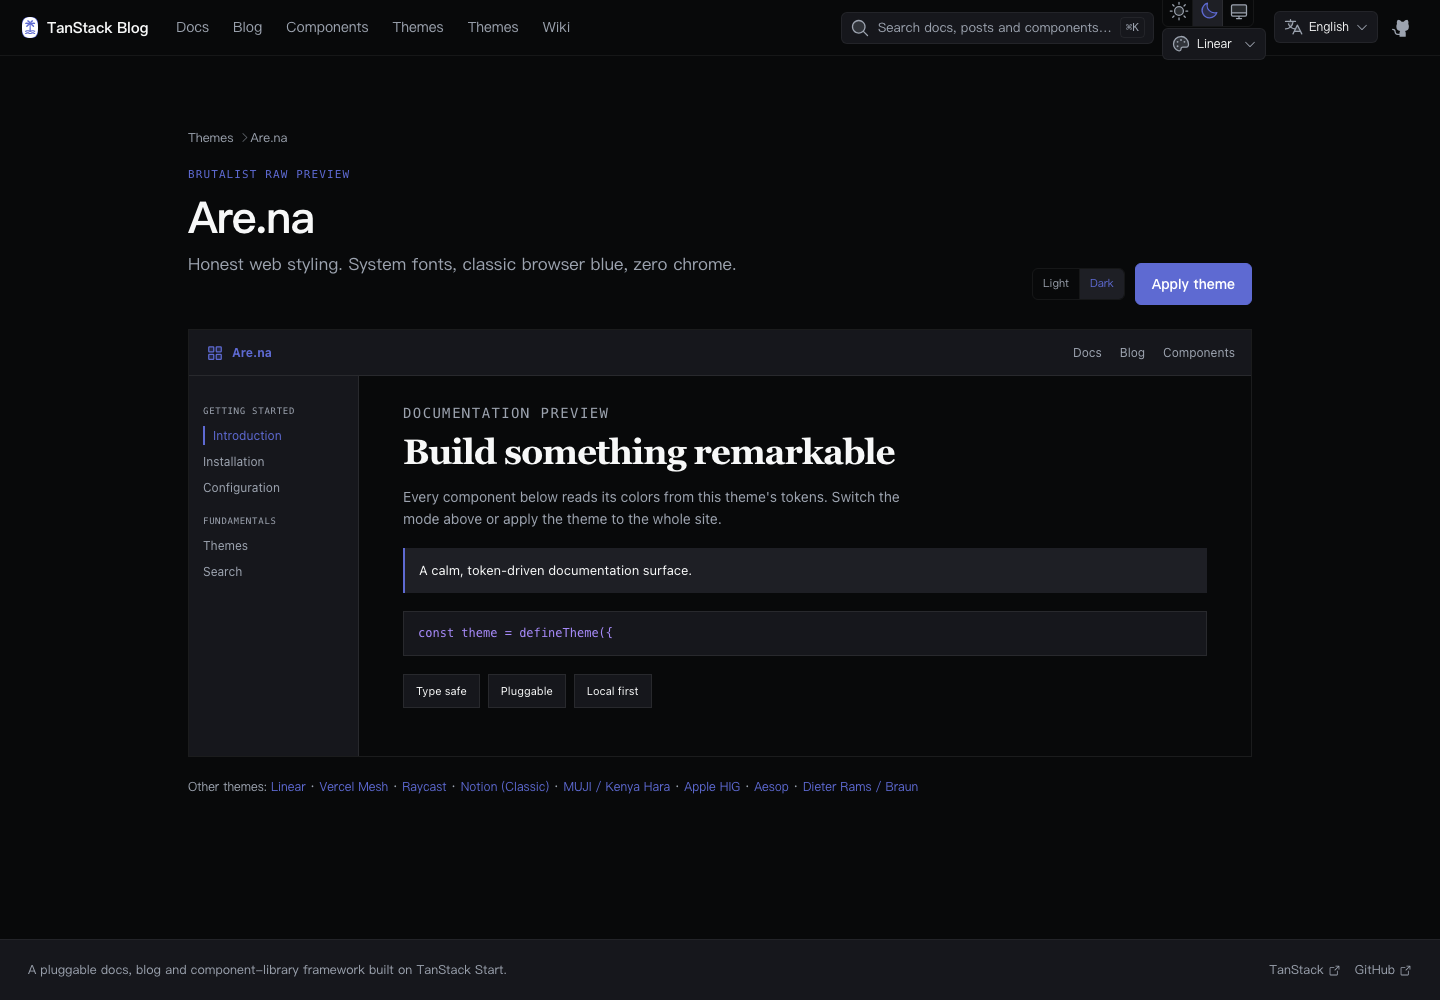 TanStack Blog
Docs
Blog
Components
Themes
Themes
Wiki
Search docs, posts and components...
⌘K
Linear
English
Themes
Are.na
BRUTALIST RAW PREVIEW
Are.na
Honest web styling. System fonts, classic browser blue, zero chrome.
Light
Dark
Apply theme
Are.na
Docs
Blog
Components
GETTING STARTED
Introduction
Installation
Configuration
FUNDAMENTALS
Themes
Search
DOCUMENTATION PREVIEW
Build something remarkable
Every component below reads its colors from this theme's tokens. Switch the
mode above or apply the theme to the whole site.
A calm, token-driven documentation surface.
const theme = defineTheme({
Type safe
Pluggable
Local first
Other themes: Linear · Vercel Mesh · Raycast · Notion (Classic) · MUJI / Kenya Hara · Apple HIG · Aesop · Dieter Rams / Braun
A pluggable docs, blog and component-library framework built on TanStack Start.
TanStack
GitHub